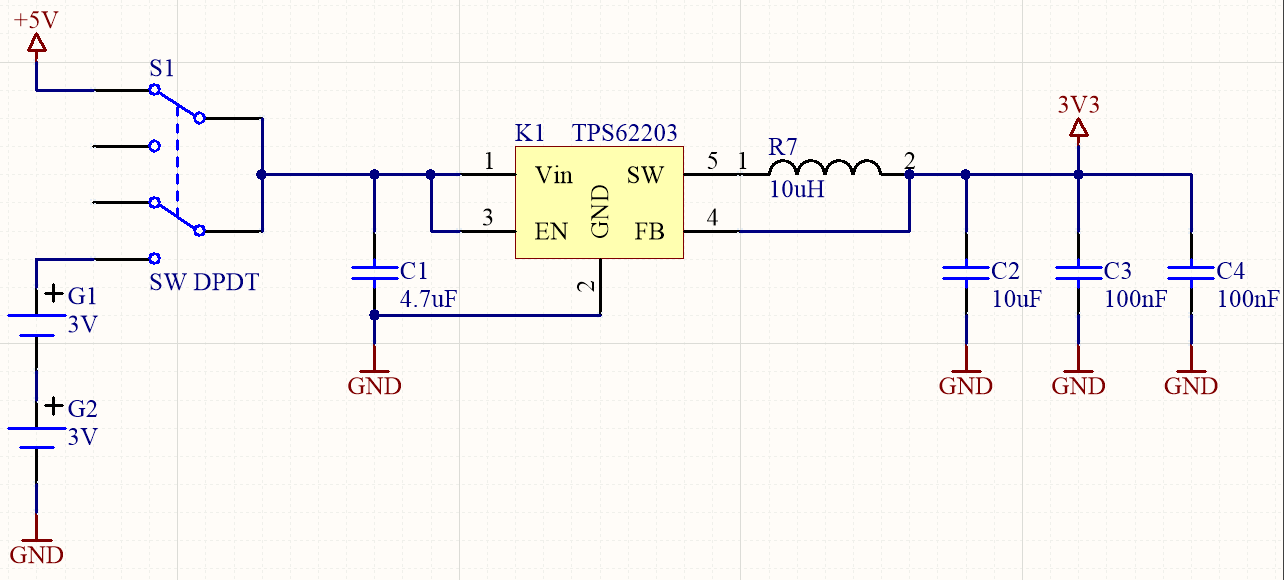 +5V
S1
SW DPDT
+ G1
3V
+ G2
3V
GND
C1
4.7uF
GND
K1 TPS62203
1 Vin
3 EN
GND
2
SW 5
FB 4
1 R7 2
10uH
3V3
C2
10uF
GND
C3
100nF
GND
C4
100nF
GND